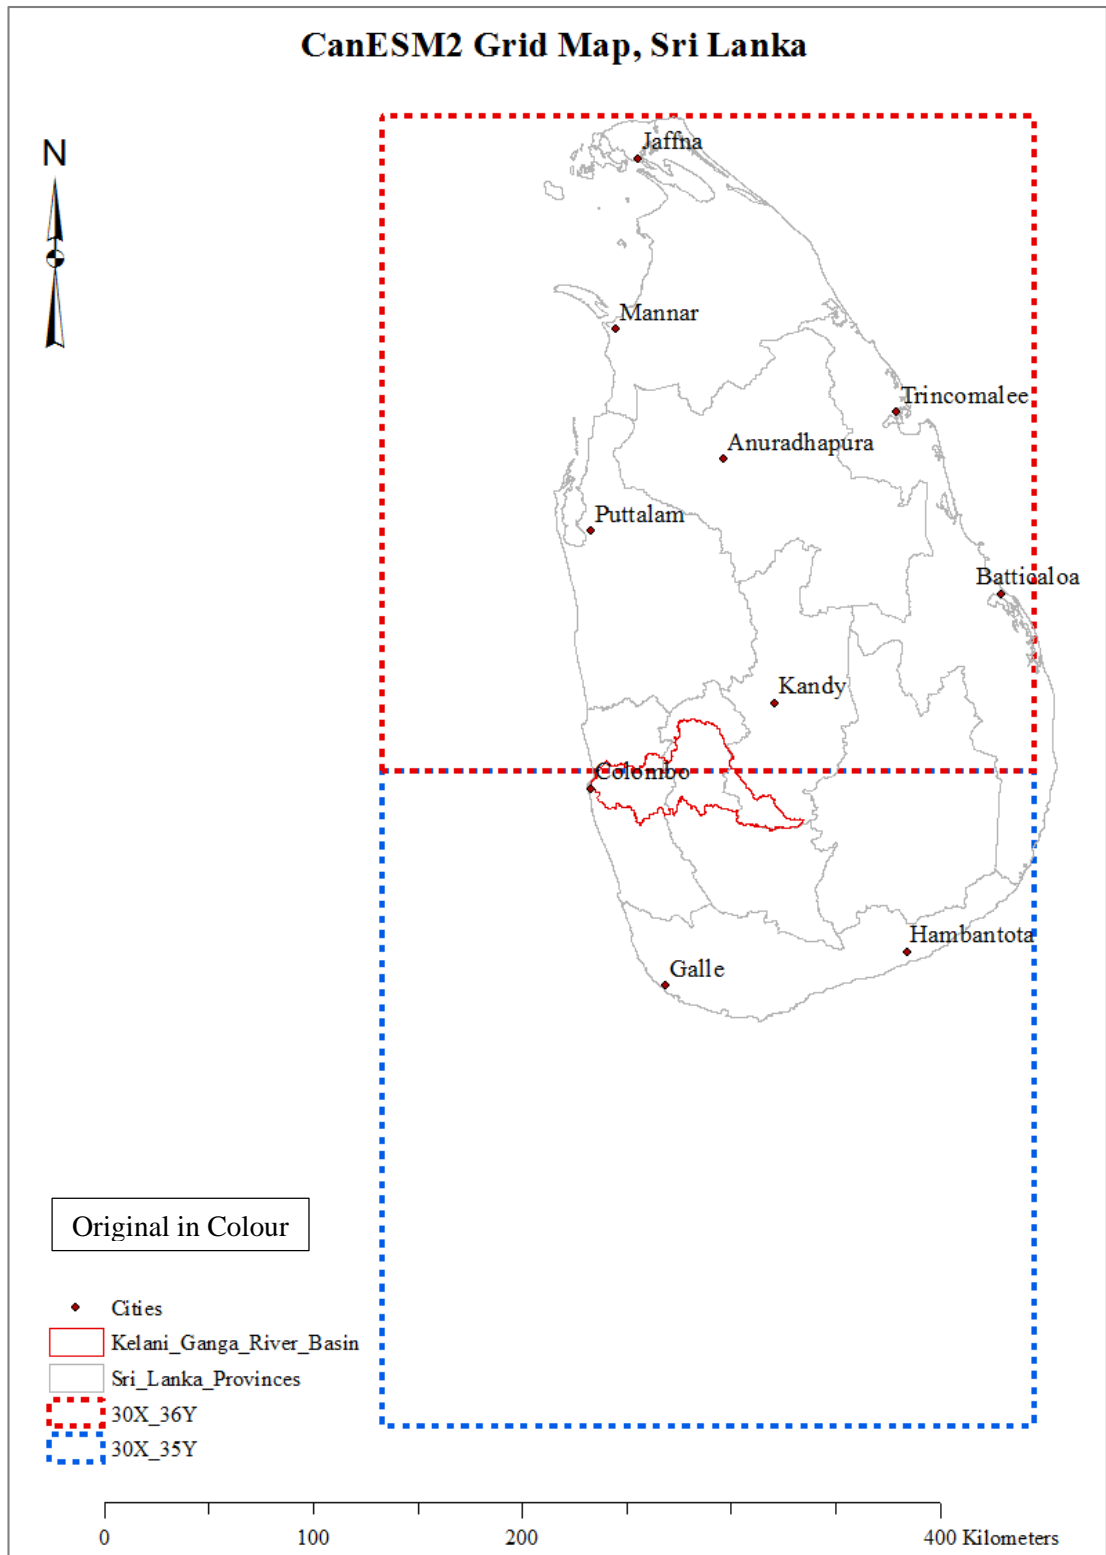 CanESM2 Grid Map, Sri Lanka
N
Jaffna
Mannar
Trincomalee
Anuradhapura
Puttalam
Batticaloa
Kandy
Colombo
Hambantota
Galle
Original in Colour
Cities
Kelani_Ganga_River_Basin
Sri_Lanka_Provinces
30X_36Y
30X_35Y
0 100 200 400 Kilometers